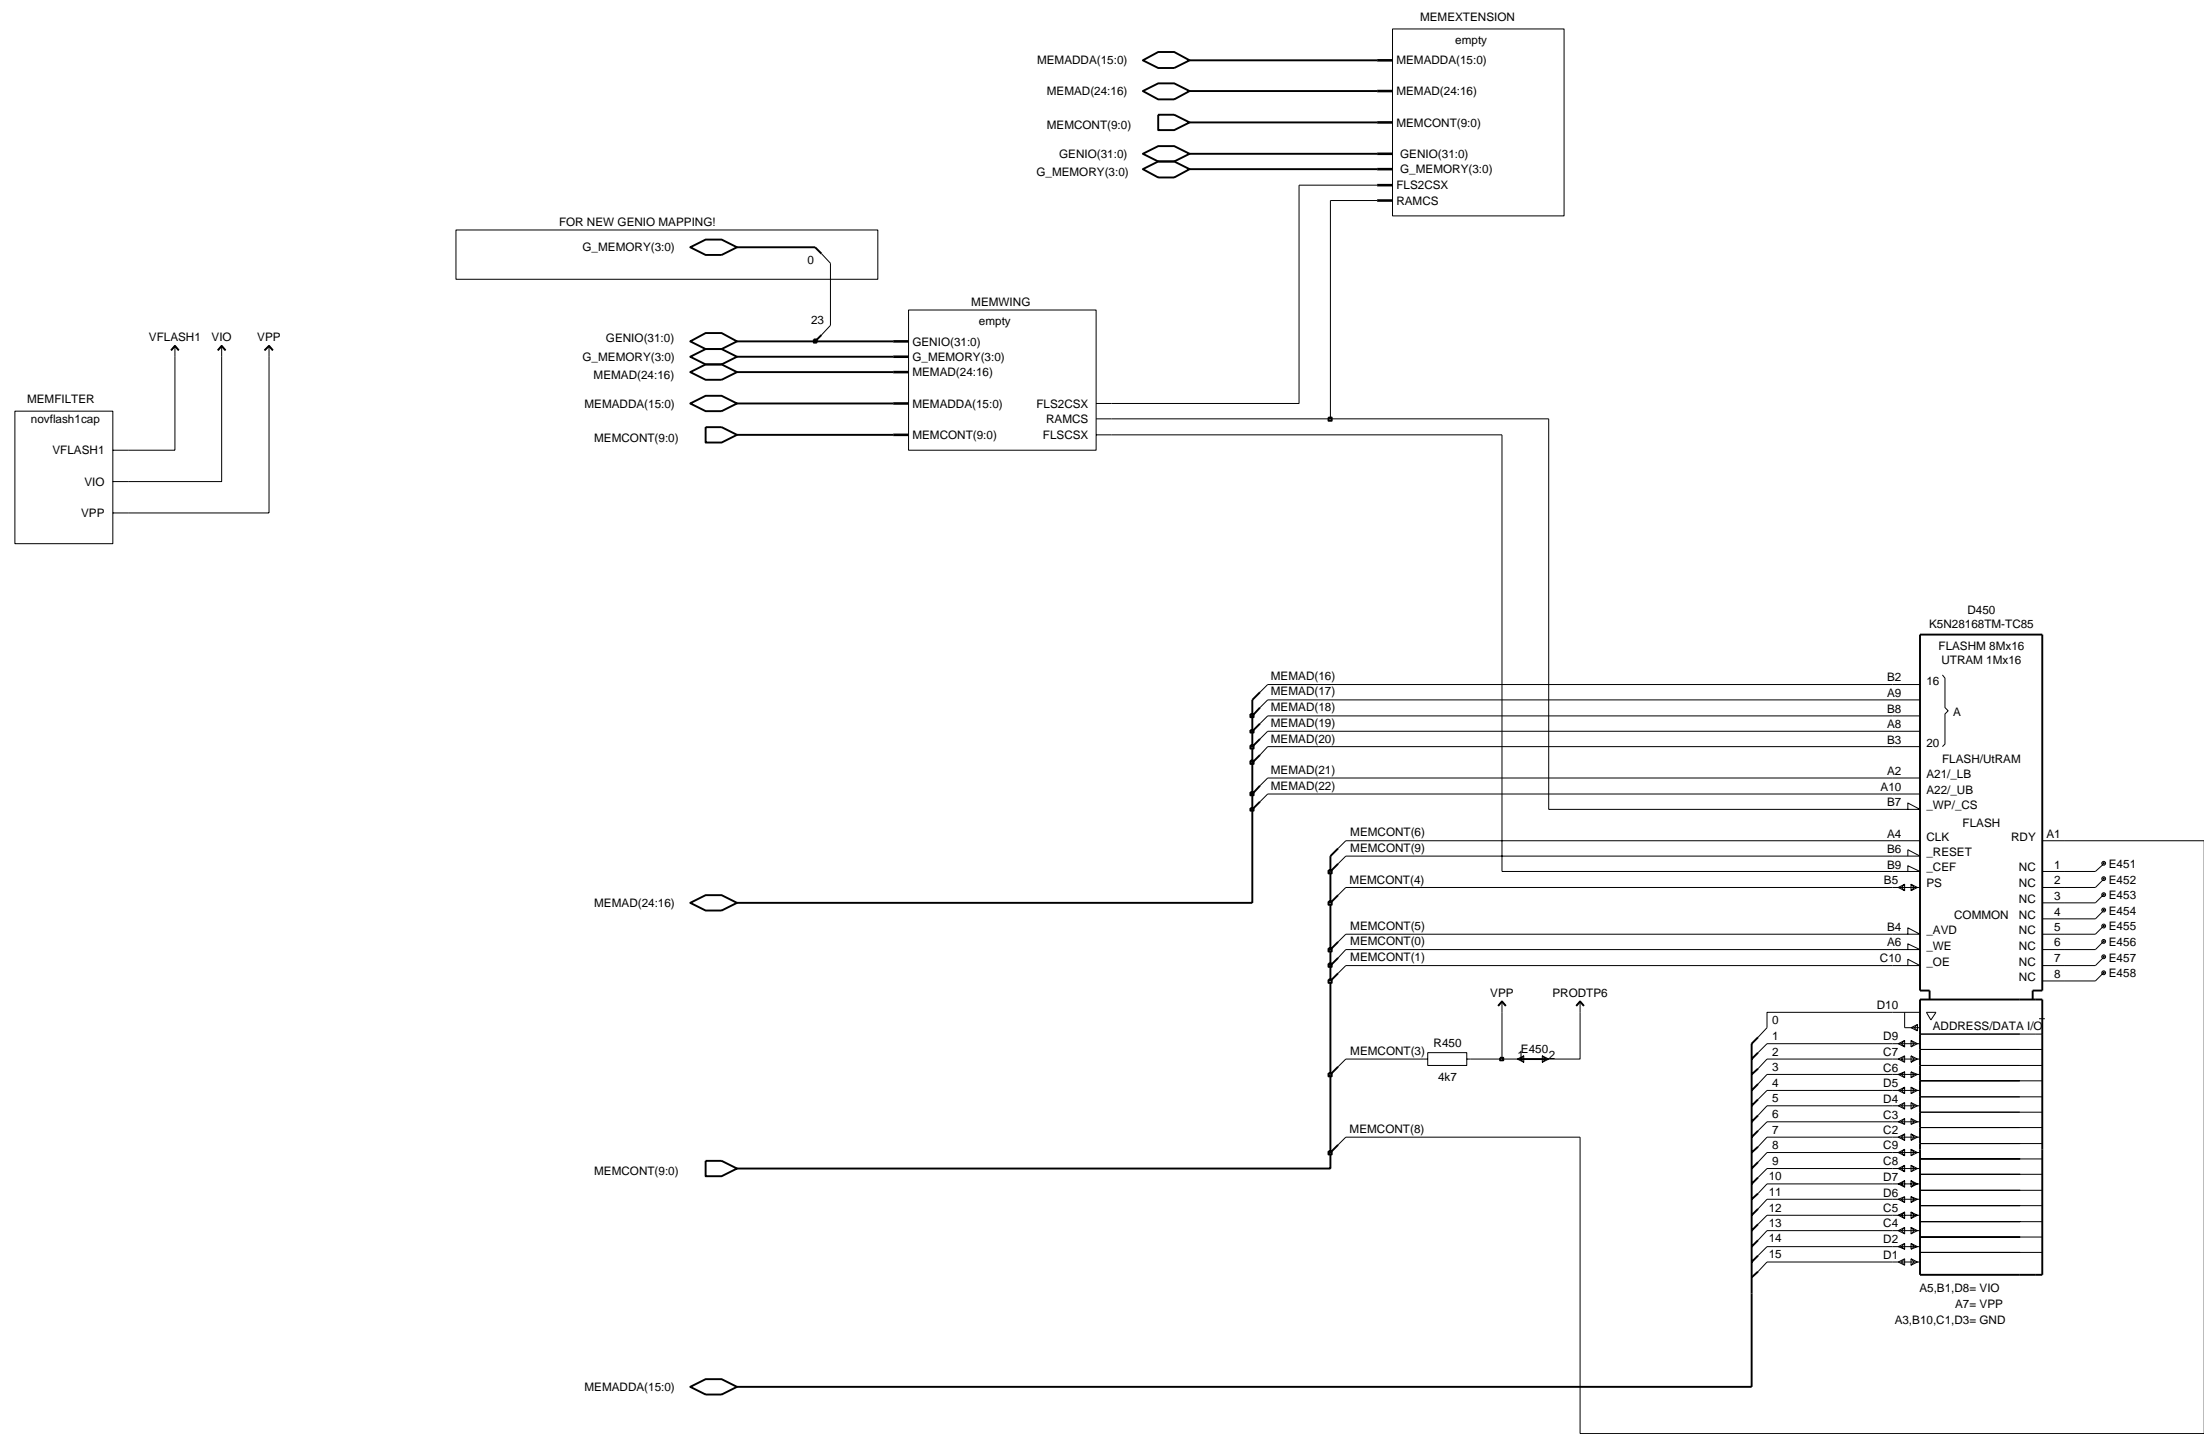 MEMEXTENSION
empty
MEMADDA(15:0)
MEMADDA(15:0)
MEMAD(24:16)
MEMAD(24:16)
MEMCONT(9:0)
MEMCONT(9:0)
GENIO(31:0)
GENIO(31:0)
G_MEMORY(3:0)
G_MEMORY(3:0)
FLS2CSX
RAMCS
FOR NEW GENIO MAPPING!
G_MEMORY(3:0)
0
23
MEMWING
empty
GENIO(31:0)
GENIO(31:0)
G_MEMORY(3:0)
G_MEMORY(3:0)
MEMAD(24:16)
MEMAD(24:16)
MEMADDA(15:0)
MEMADDA(15:0)
FLS2CSX
RAMCS
MEMCONT(9:0)
MEMCONT(9:0)
FLSCSX
VFLASH1 VIO VPP
MEMFILTER
novflash1cap
VFLASH1
VIO
VPP
D450
K5N28168TM-TC85
FLASHM 8Mx16
UTRAM 1Mx16
MEMAD(16) B2 16
MEMAD(17) A9
MEMAD(18) B8 A
MEMAD(19) A8
MEMAD(20) B3 20
FLASH/UtRAM
MEMAD(21) A2 A21/_LB
MEMAD(22) A10 A22/_UB
B7 _WP/_CS
FLASH
MEMCONT(6) A4 CLK RDY A1
MEMCONT(9) B6 _RESET
B9 _CEF NC 1 E451
MEMCONT(4) B5 PS NC 2 E452
NC 3 E453
COMMON NC 4 E454
MEMCONT(5) B4 _AVD NC 5 E455
MEMCONT(0) A6 _WE NC 6 E456
MEMCONT(1) C10 _OE NC 7 E457
NC 8 E458
MEMAD(24:16)
VPP PRODTP6
MEMCONT(3) R450 1 E450 2
4k7
MEMCONT(8)
MEMCONT(9:0)
0 D10 ADDRESS/DATA I/O
1 D9
2 C7
3 C6
4 D5
5 D4
6 C3
7 C2
8 C9
9 C8
10 D7
11 D6
12 C5
13 C4
14 D2
15 D1
A5,B1,D8= VIO
A7= VPP
A3,B10,C1,D3= GND
MEMADDA(15:0)